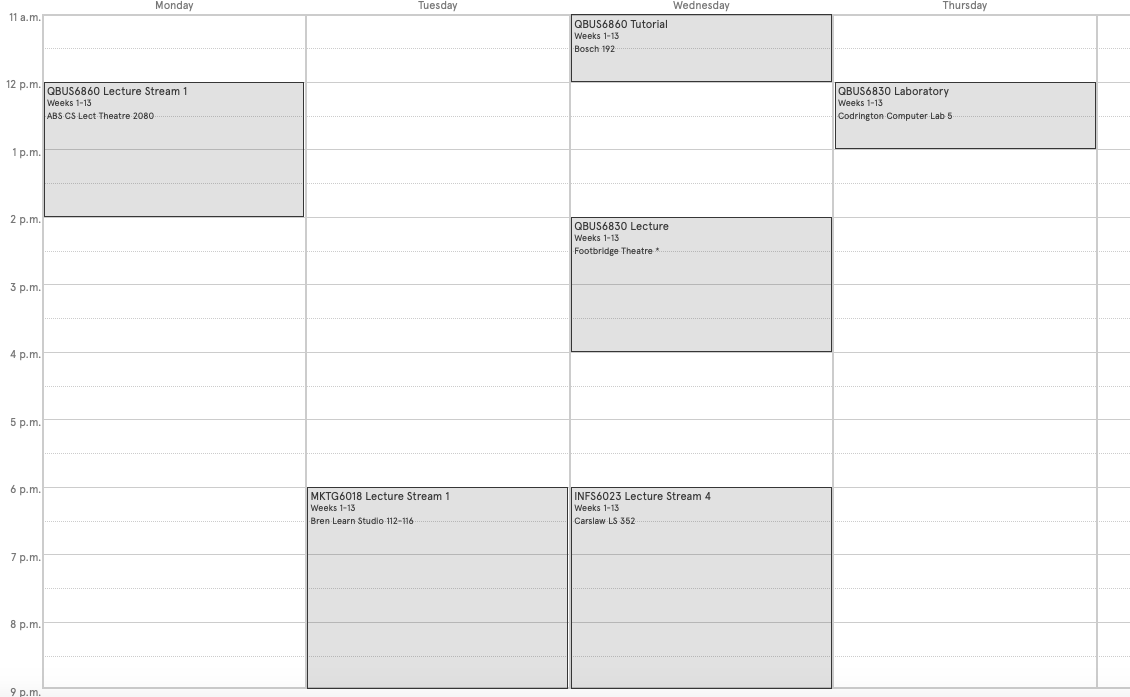 Monday
Tuesday
Wednesday
Thursday
11 a.m.
QBUS6860 Tutorial
Weeks 1-13
Bosch 192
12 p.m.
QBUS6860 Lecture Stream 1
Weeks 1-13
ABS CS Lect Theatre 2080
QBUS6830 Laboratory
Weeks 1-13
Codrington Computer Lab 5
1 p.m.
2 p.m.
QBUS6830 Lecture
Weeks 1-13
Footbridge Theatre *
3 p.m.
4 p.m.
5 p.m.
6 p.m.
MKTG6018 Lecture Stream 1
Weeks 1-13
Bren Learn Studio 112-116
INFS6023 Lecture Stream 4
Weeks 1-13
Carslaw LS 352
7 p.m.
8 p.m.
9 p.m.